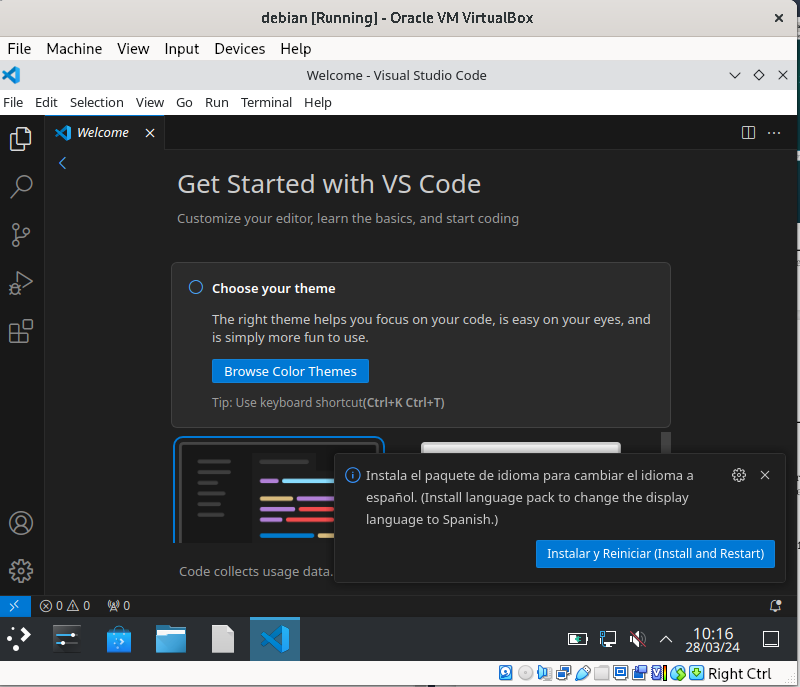 debian [Running] - Oracle VM VirtualBox
File Machine View Input Devices Help
Welcome - Visual Studio Code
File Edit Selection View Go Run Terminal Help
Welcome
Get Started with VS Code
Customize your editor, learn the basics, and start coding
Choose your theme
The right theme helps you focus on your code, is easy on your eyes, and
is simply more fun to use.
Browse Color Themes
Tip: Use keyboard shortcut(Ctrl+K Ctrl+T)
Instala el paquete de idioma para cambiar el idioma a
español. (Install language pack to change the display
language to Spanish.)
Instalar y Reiniciar (Install and Restart)
Code collects usage data.
0 0 0
10:16
28/03/24
Right Ctrl